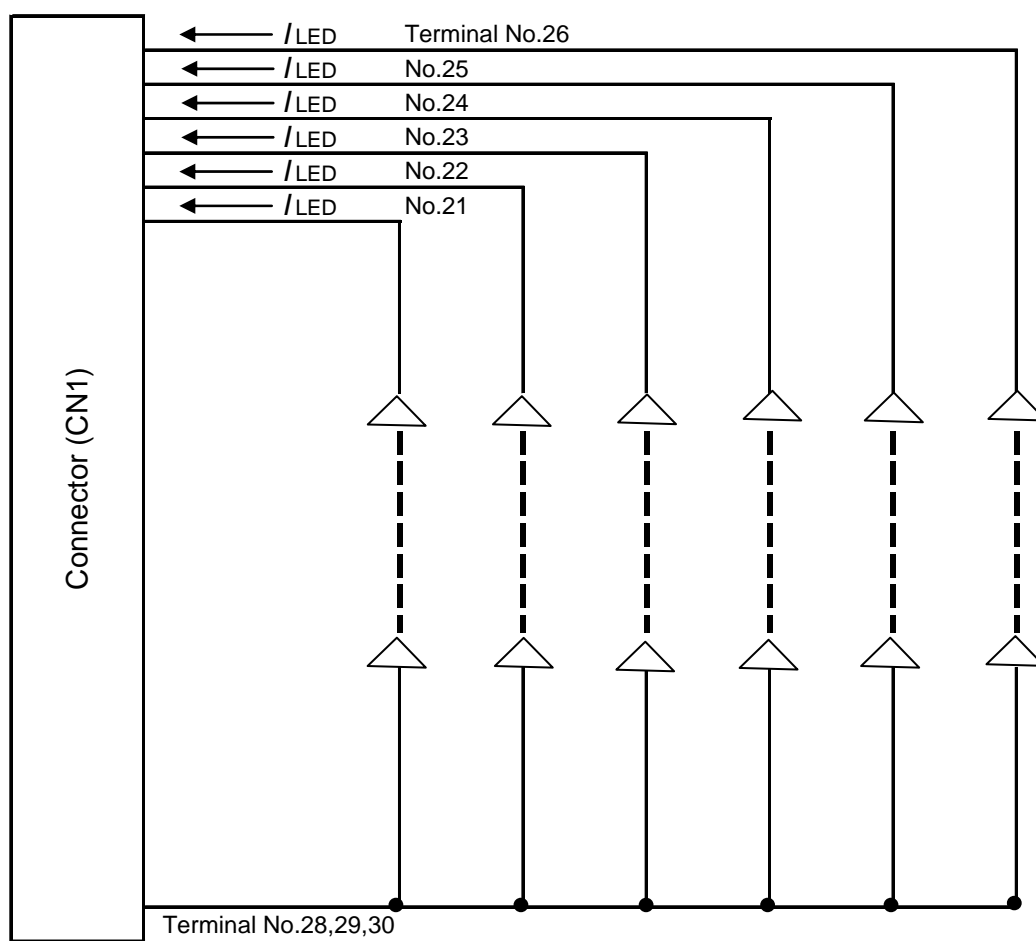 I LED Terminal No.26
I LED No.25
I LED No.24
I LED No.23
I LED No.22
I LED No.21
Connector (CN1)
Terminal No.28,29,30